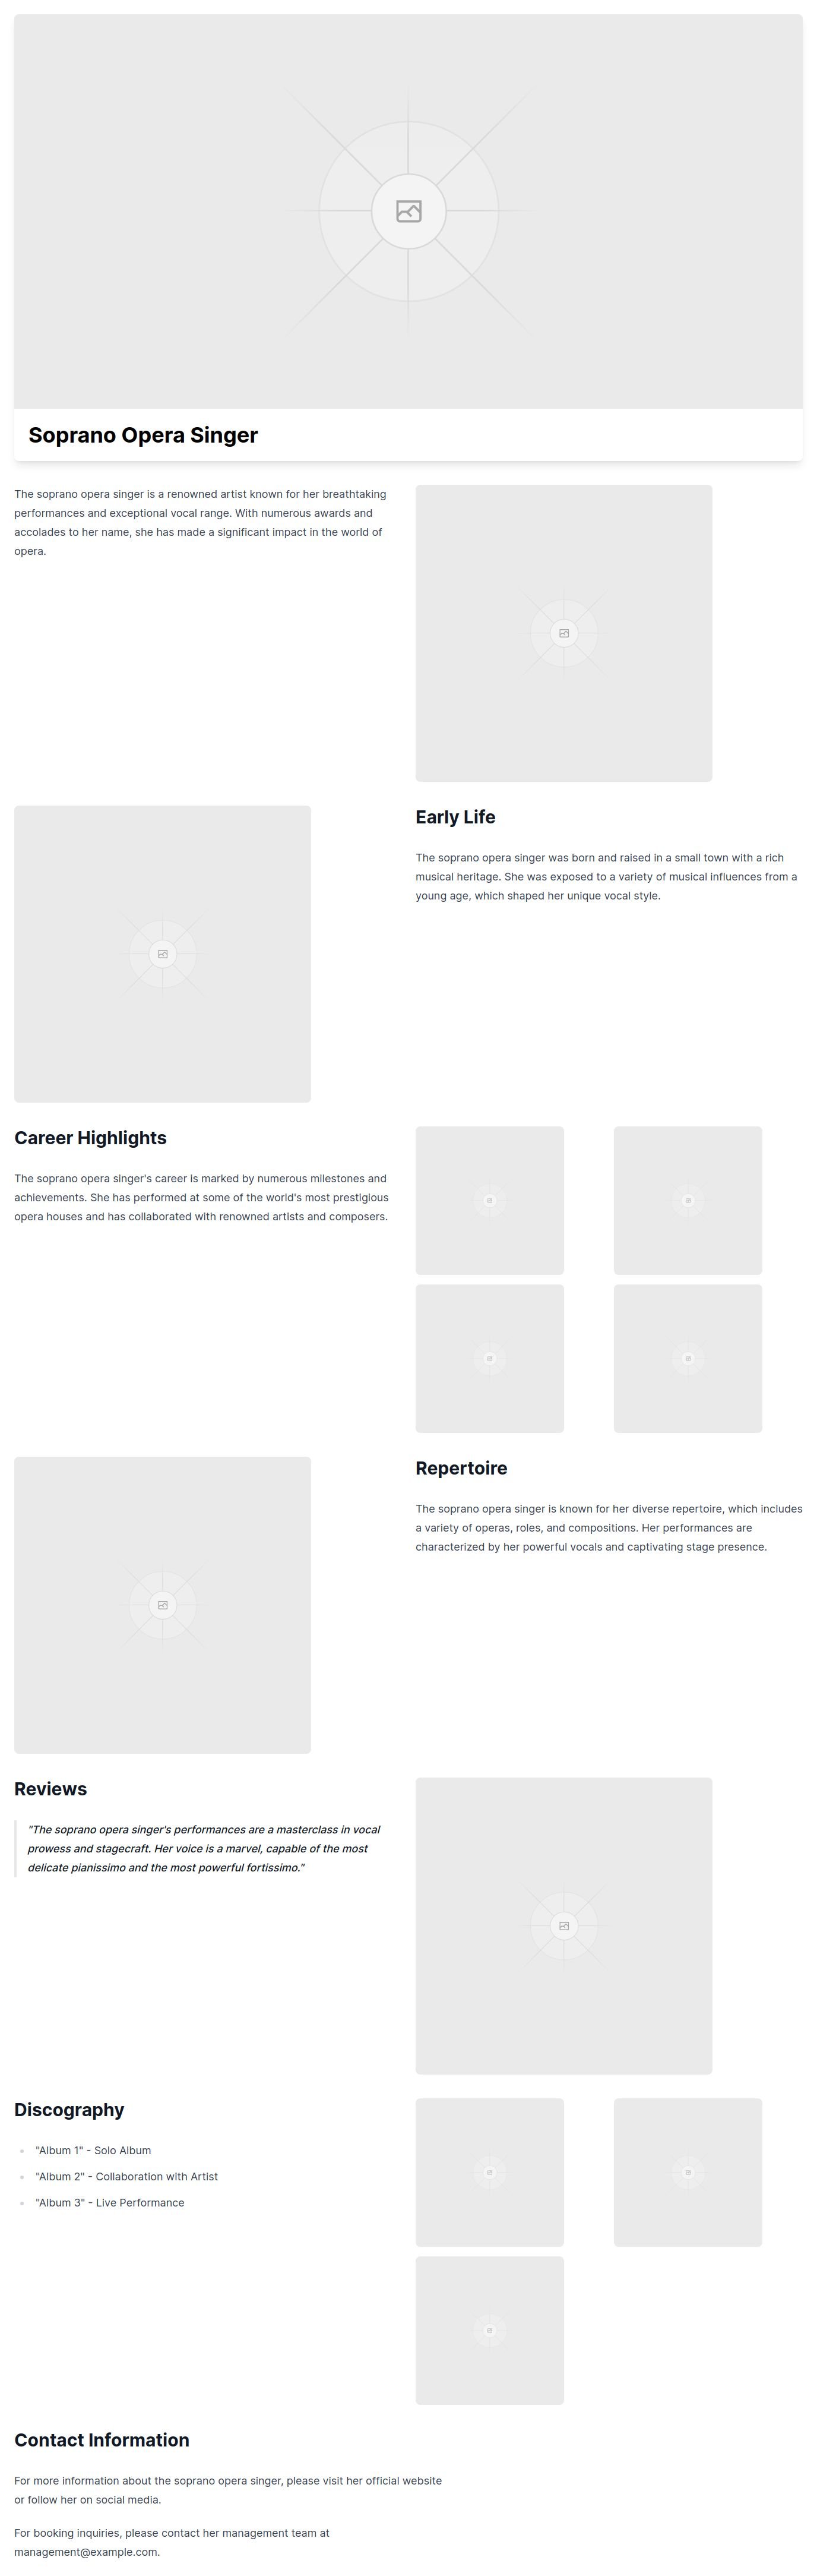 Soprano Opera Singer
The soprano opera singer is a renowned artist known for her breathtaking
performances and exceptional vocal range. With numerous awards and
accolades to her name, she has made a significant impact in the world of
opera.
Early Life
The soprano opera singer was born and raised in a small town with a rich
musical heritage. She was exposed to a variety of musical influences from a
young age, which shaped her unique vocal style.
Career Highlights
The soprano opera singer's career is marked by numerous milestones and
achievements. She has performed at some of the world's most prestigious
opera houses and has collaborated with renowned artists and composers.
Repertoire
The soprano opera singer is known for her diverse repertoire, which includes
a variety of operas, roles, and compositions. Her performances are
characterized by her powerful vocals and captivating stage presence.
Reviews
"The soprano opera singer's performances are a masterclass in vocal
prowess and stagecraft. Her voice is a marvel, capable of the most
delicate pianissimo and the most powerful fortissimo."
Discography
"Album 1" - Solo Album
"Album 2" - Collaboration with Artist
"Album 3" - Live Performance
Contact Information
For more information about the soprano opera singer, please visit her official website
or follow her on social media.
For booking inquiries, please contact her management team at
management@example.com.